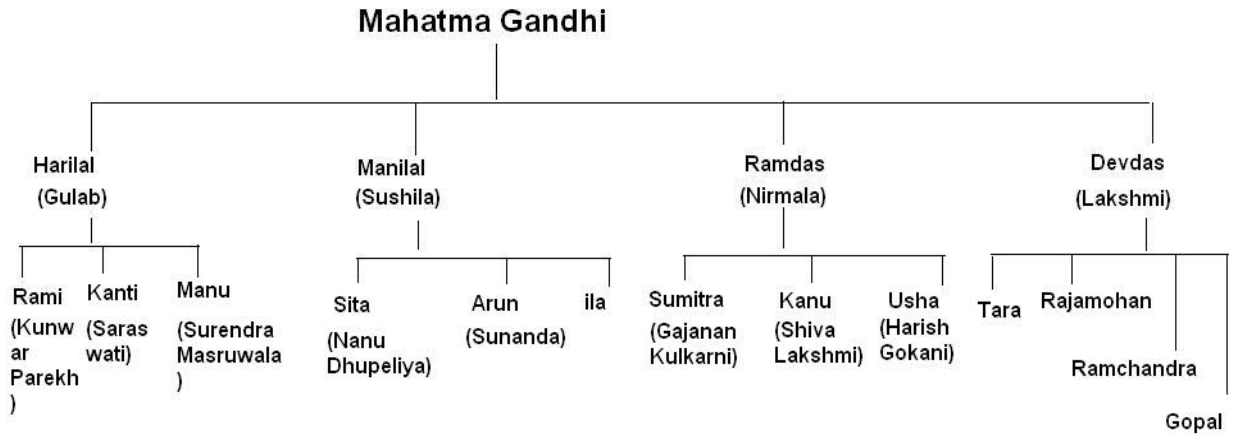 Mahatma Gandhi
Harilal
(Gulab)
Manilal
(Sushila)
Ramdas
(Nirmala)
Devdas
(Lakshmi)
Rami
(Kunw
ar
Parekh
)
Kanti
(Saras
wati)
Manu
(Surendra
Masruwala
)
Sita
(Nanu
Dhupeliya)
Arun
(Sunanda)
ila
Sumitra
(Gajanan
Kulkarni)
Kanu
(Shiva
Lakshmi)
Usha
(Harish
Gokani)
Tara
Rajamohan
Ramchandra
Gopal